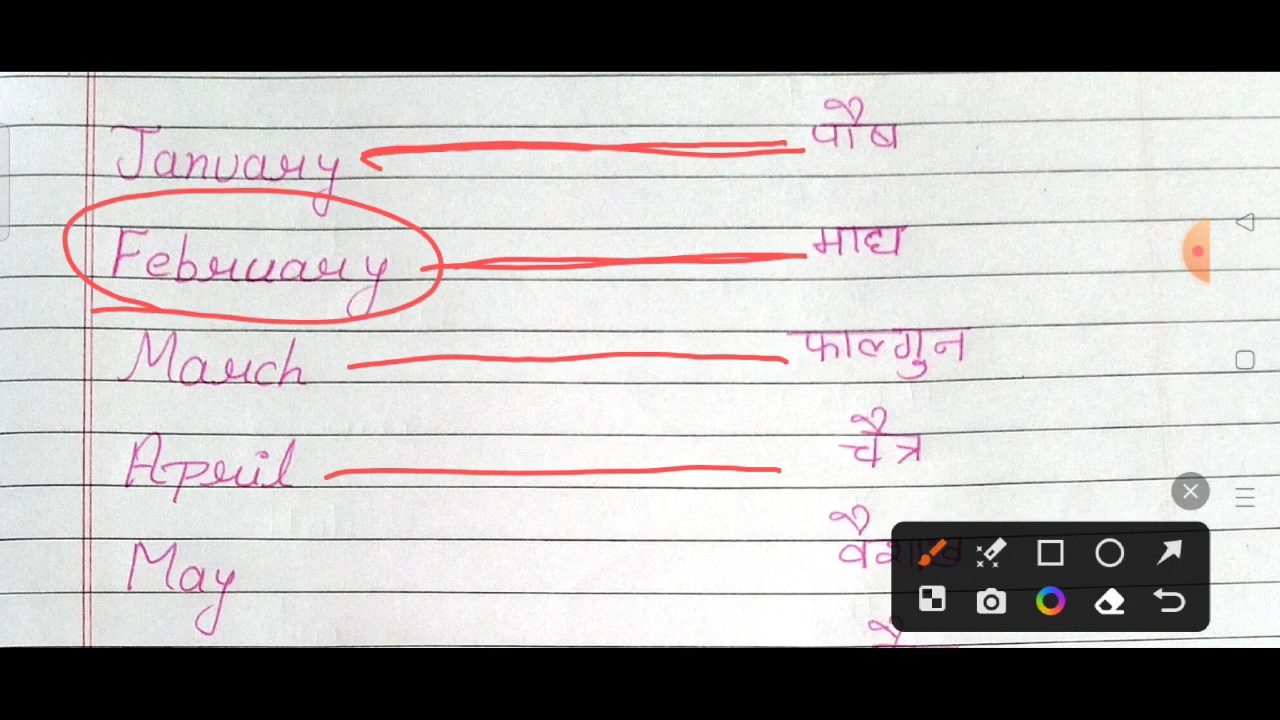 January पौष
February माघ
March फाल्गुन
April चैत्र
May वैशाख